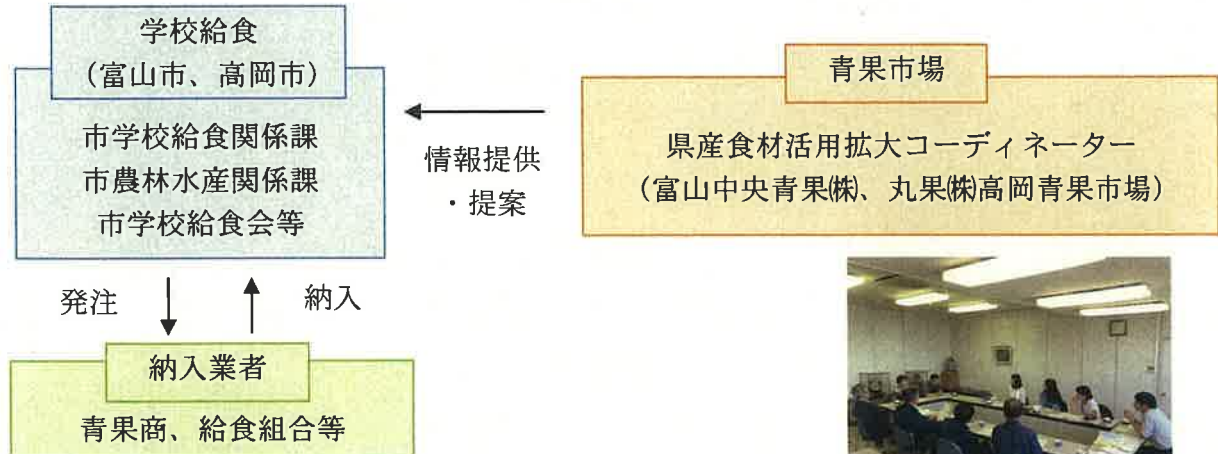 学校給食
（富山市、高岡市）
市学校給食関係課
市農林水産関係課
市学校給食会等
情報提供
・提案
青果市場
県産食材活用拡大コーディネーター
（富山中央青果㈱、丸果㈱高岡青果市場）
発注
納入
納入業者
青果商、給食組合等